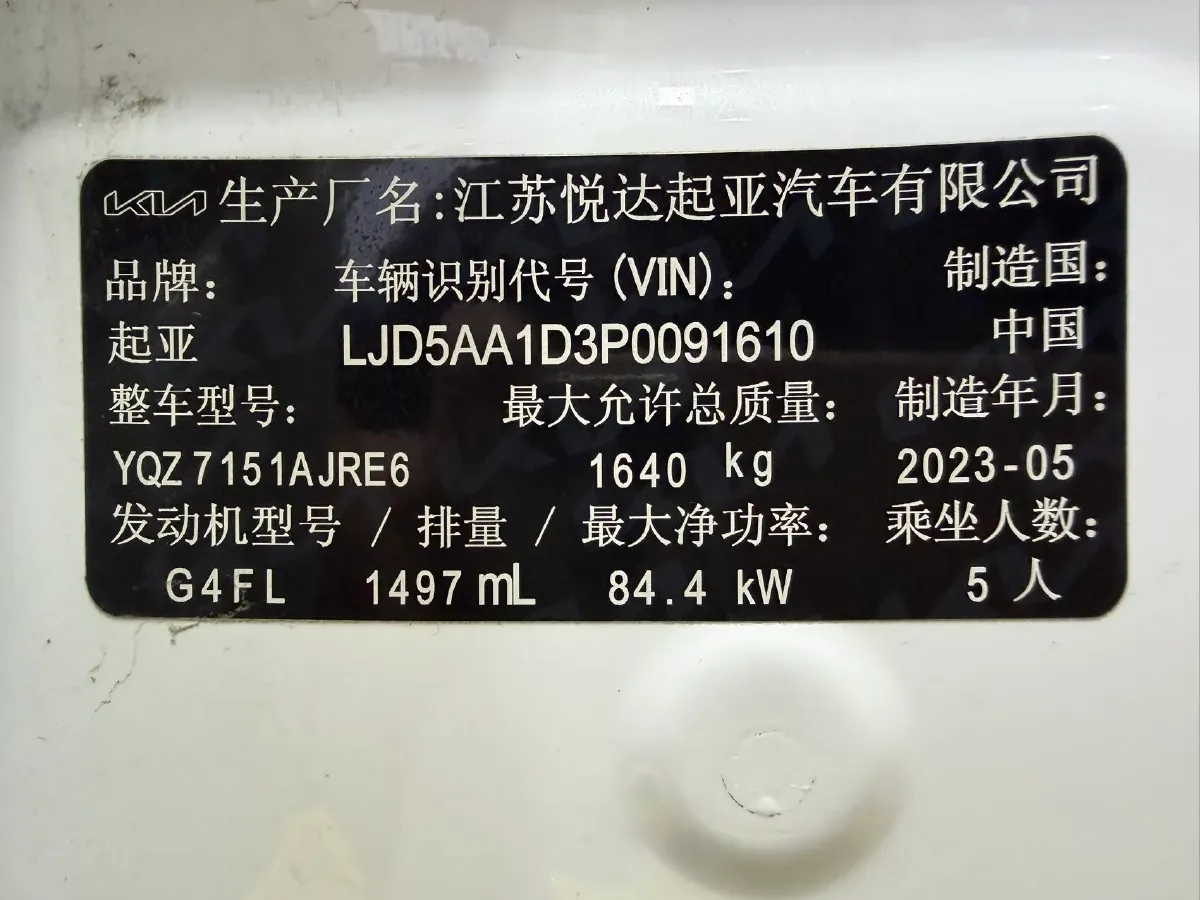 KIA 生产厂名:江苏悦达起亚汽车有限公司
品牌: 车辆识别代号(VIN): 制造国:
起亚 LJD5AA1D3P0091610 中国
整车型号: 最大允许总质量: 制造年月:
YQZ7151AJRE6 1640 kg 2023-05
发动机型号 / 排量 / 最大净功率: 乘坐人数:
G4FL 1497 mL 84.4 kW 5 人